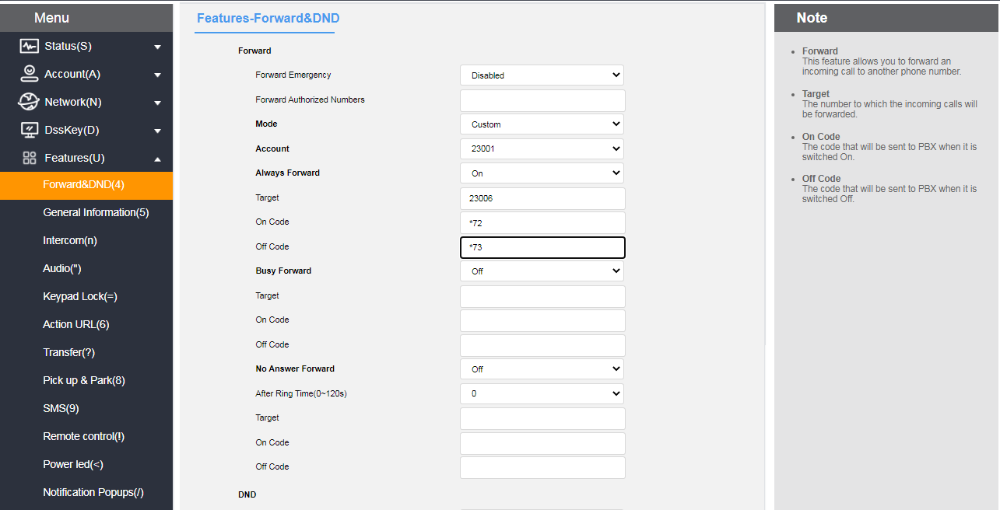 Menu
Status(S)
Account(A)
Network(N)
DssKey(D)
Features(U)
Forward&DND(4)
General Information(5)
Intercom(n)
Audio(")
Keypad Lock(=)
Action URL(6)
Transfer(?)
Pick up & Park(8)
SMS(9)
Remote control(!)
Power led(<)
Notification Popups(/)
Features-Forward&DND
Forward
Forward Emergency Disabled
Forward Authorized Numbers
Mode Custom
Account 23001
Always Forward On
Target 23006
On Code *72
Off Code *73
Busy Forward Off
Target
On Code
Off Code
No Answer Forward Off
After Ring Time(0~120s) 0
Target
On Code
Off Code
DND
Note
Forward
This feature allows you to forward an
incoming call to another phone number.
Target
The number to which the incoming calls will
be forwarded.
On Code
The code that will be sent to PBX when it is
switched On.
Off Code
The code that will be sent to PBX when it is
switched Off.